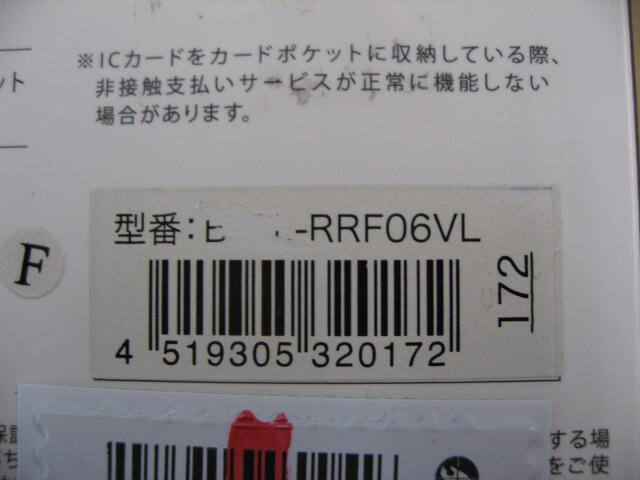 ※ICカードをカードポケットに収納している際、
非接触支払いサービスが正常に機能しない
場合があります。
ット
F
型番: -RRF06VL
172
4 519305 320172
する場
をご使